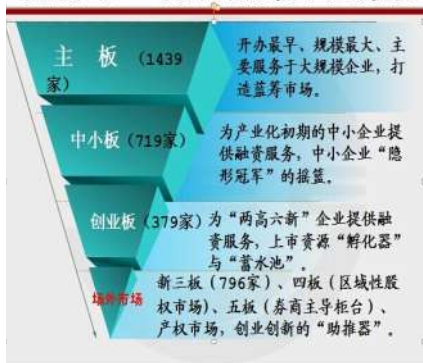 主 板（1439
家）
开办最早、规模最大、主
要服务于大规模企业，打
造蓝筹市场。
中小板（719家）
为产业化初期的中小企业提
供融资服务，中小企业“隐
形冠军”的摇篮。
创业板（379家）
为“两高六新”企业提供融
资服务，上市资源“孵化器”
与“蓄水池”。
场外市场
新三板（796家）、四板（区域性股
权市场）、五板（券商主导柜台）、
产权市场，创业创新的“助推器”。